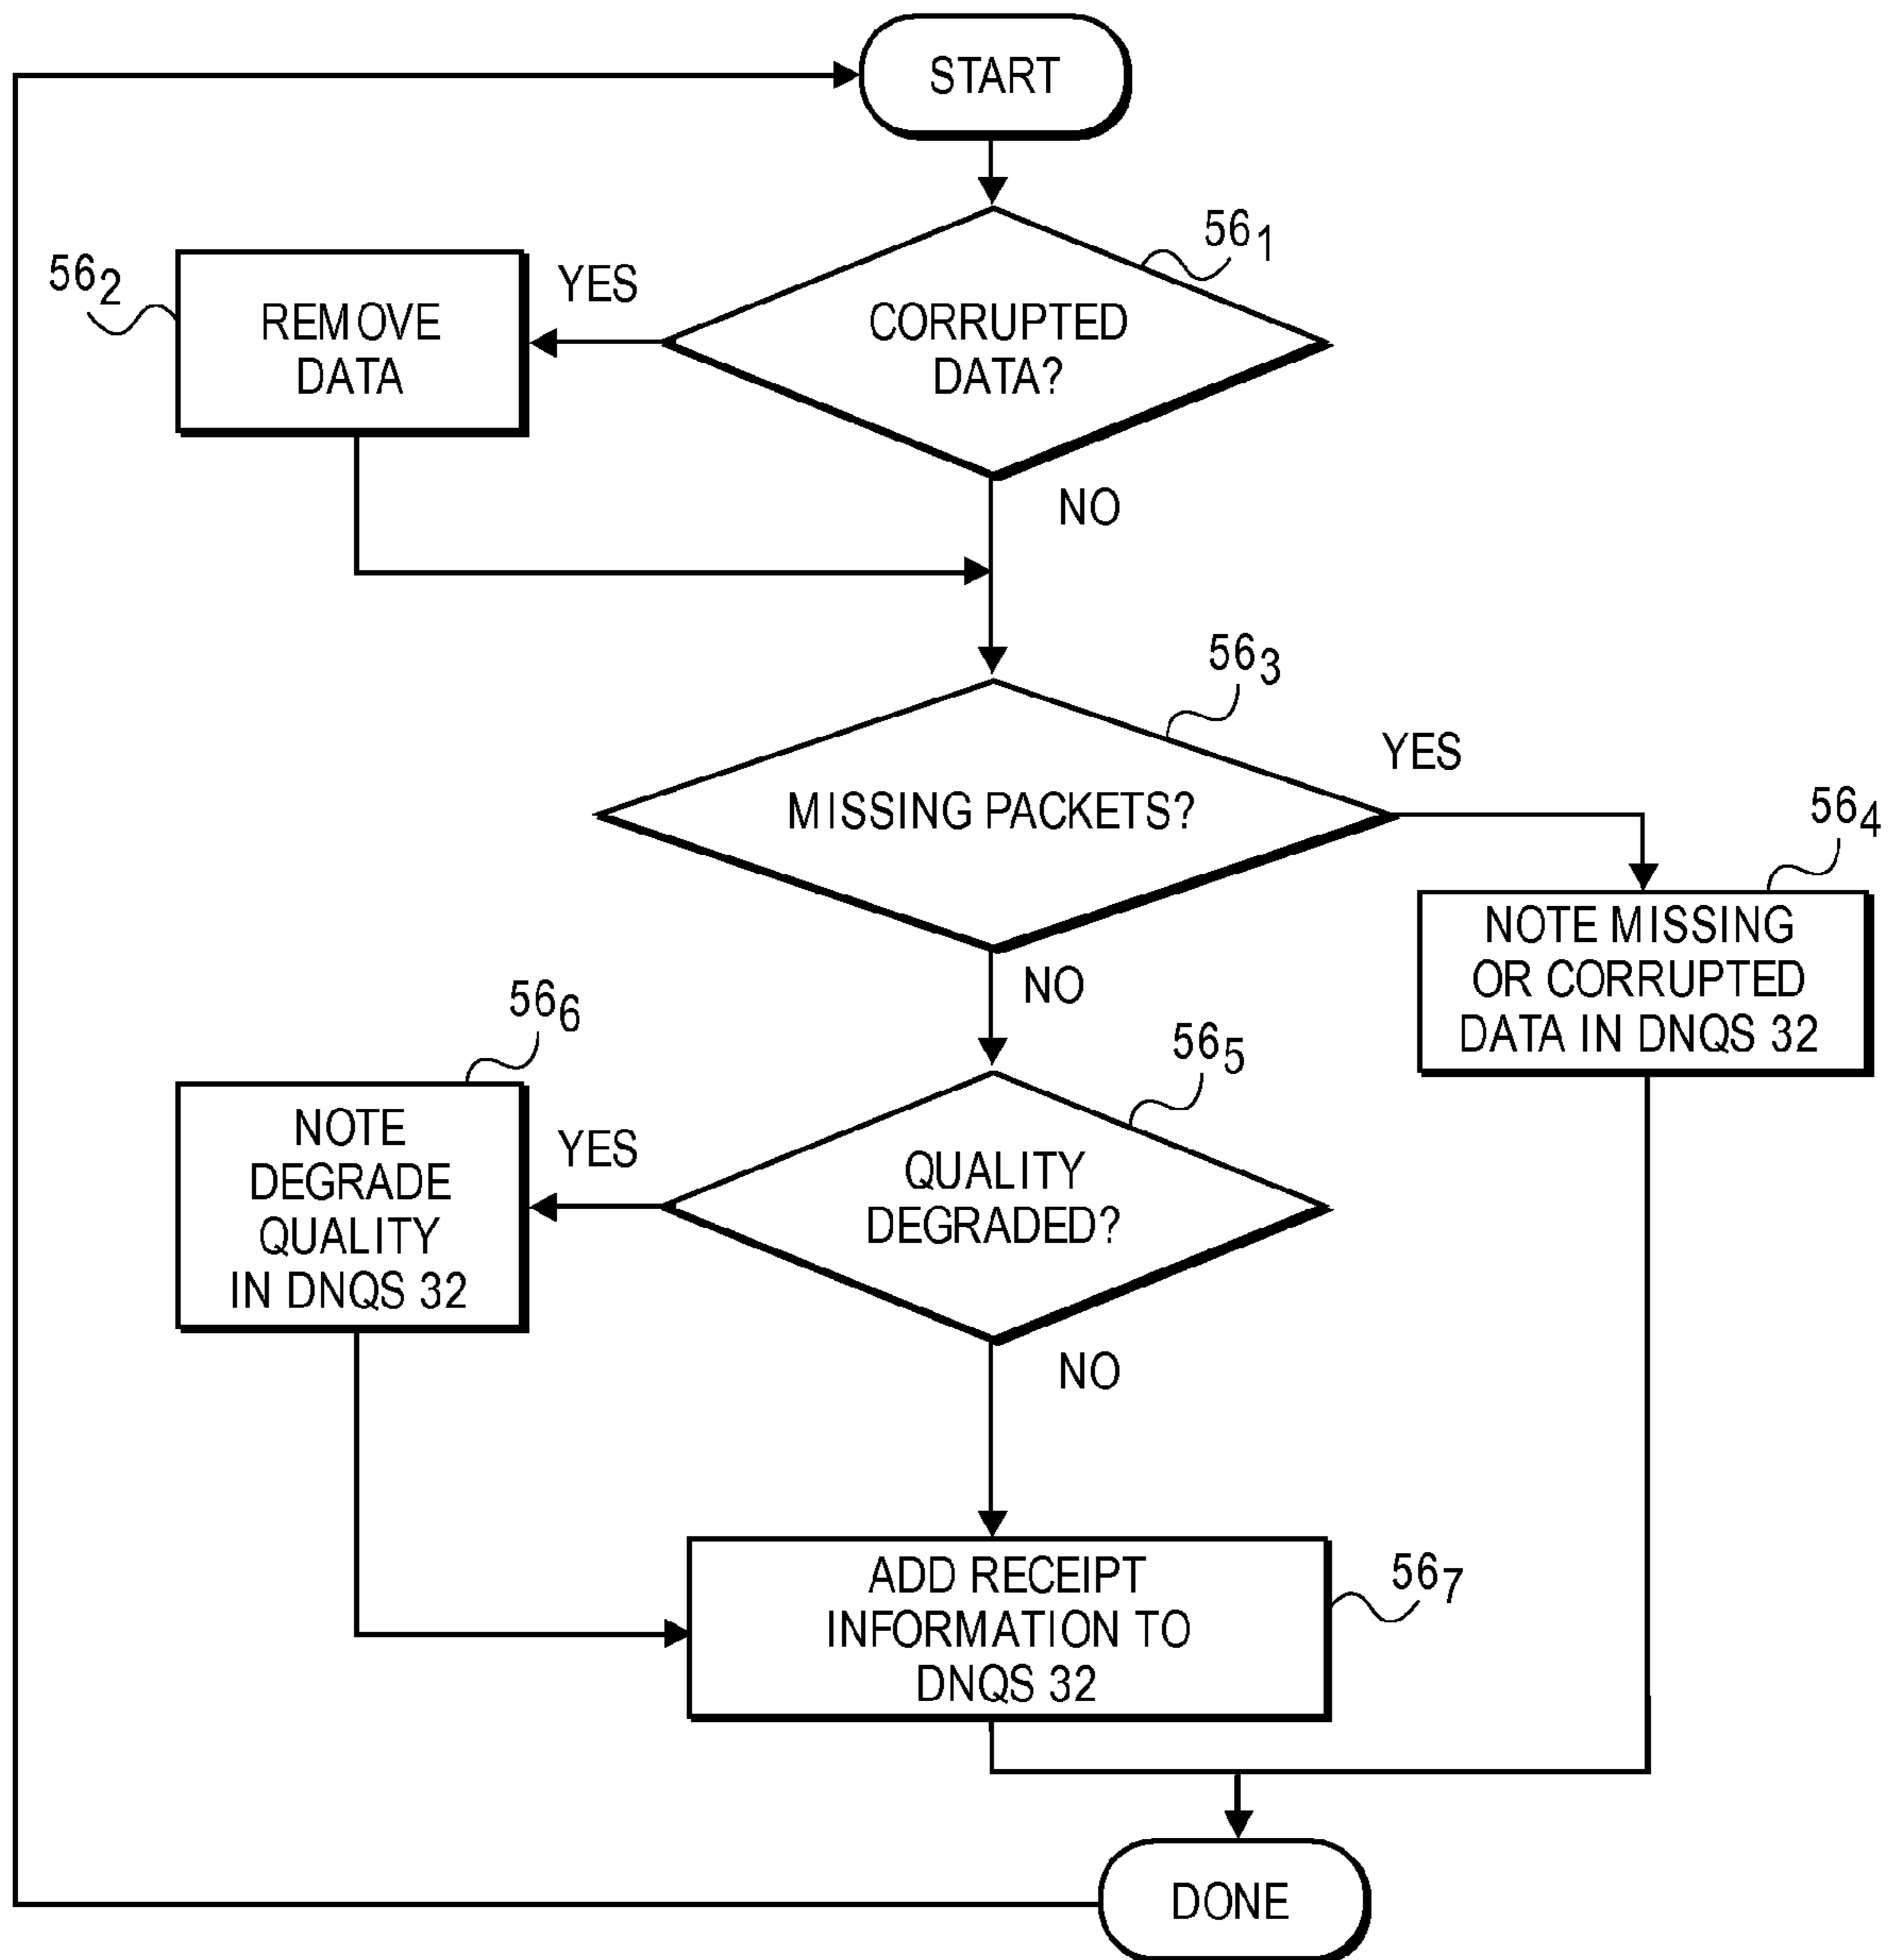 START
56₁
CORRUPTED
DATA?
YES
56₂
REMOVE
DATA
NO
56₃
MISSING PACKETS?
YES
56₄
NOTE MISSING
OR CORRUPTED
DATA IN DNQS 32
NO
56₅
QUALITY
DEGRADED?
YES
56₆
NOTE
DEGRADE
QUALITY
IN DNQS 32
NO
56₇
ADD RECEIPT
INFORMATION TO
DNQS 32
DONE